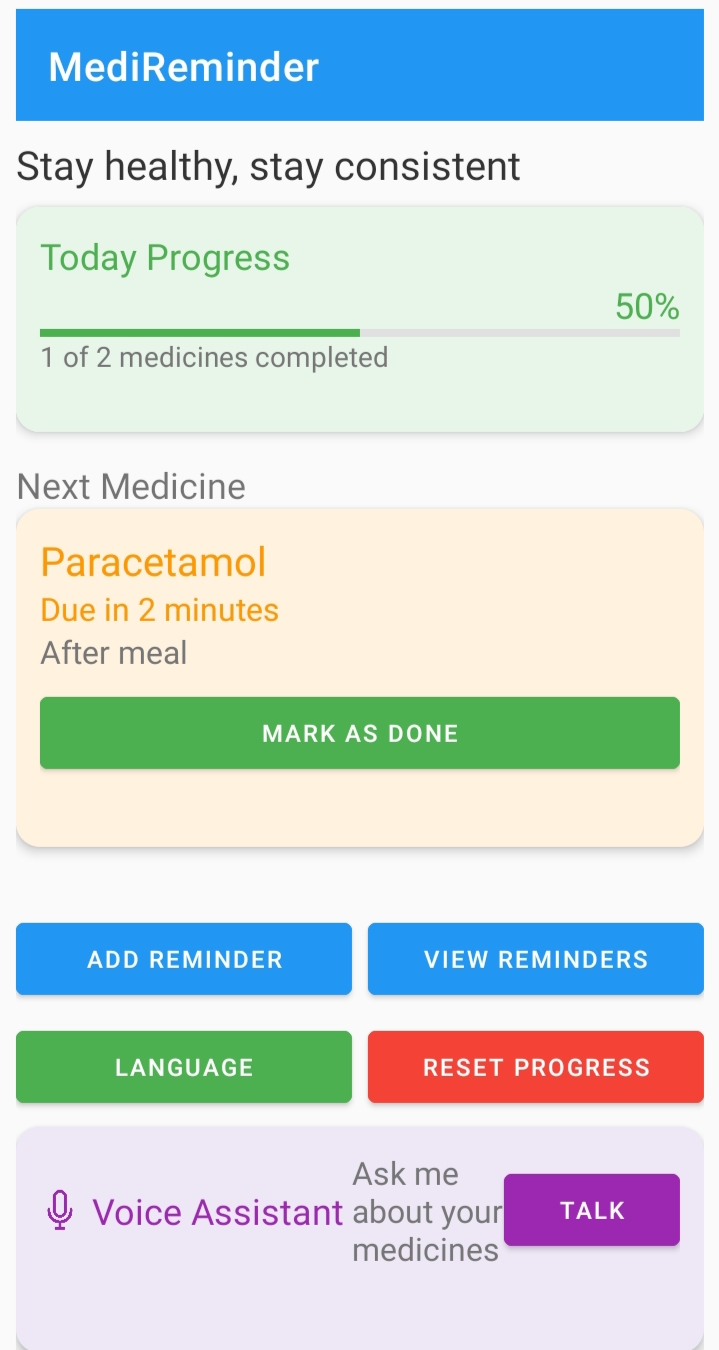 MediReminder
Stay healthy, stay consistent
Today Progress
50%
1 of 2 medicines completed
Next Medicine
Paracetamol
Due in 2 minutes
After meal
MARK AS DONE
ADD REMINDER
VIEW REMINDERS
LANGUAGE
RESET PROGRESS
Voice Assistant
Ask me
about your
medicines
TALK